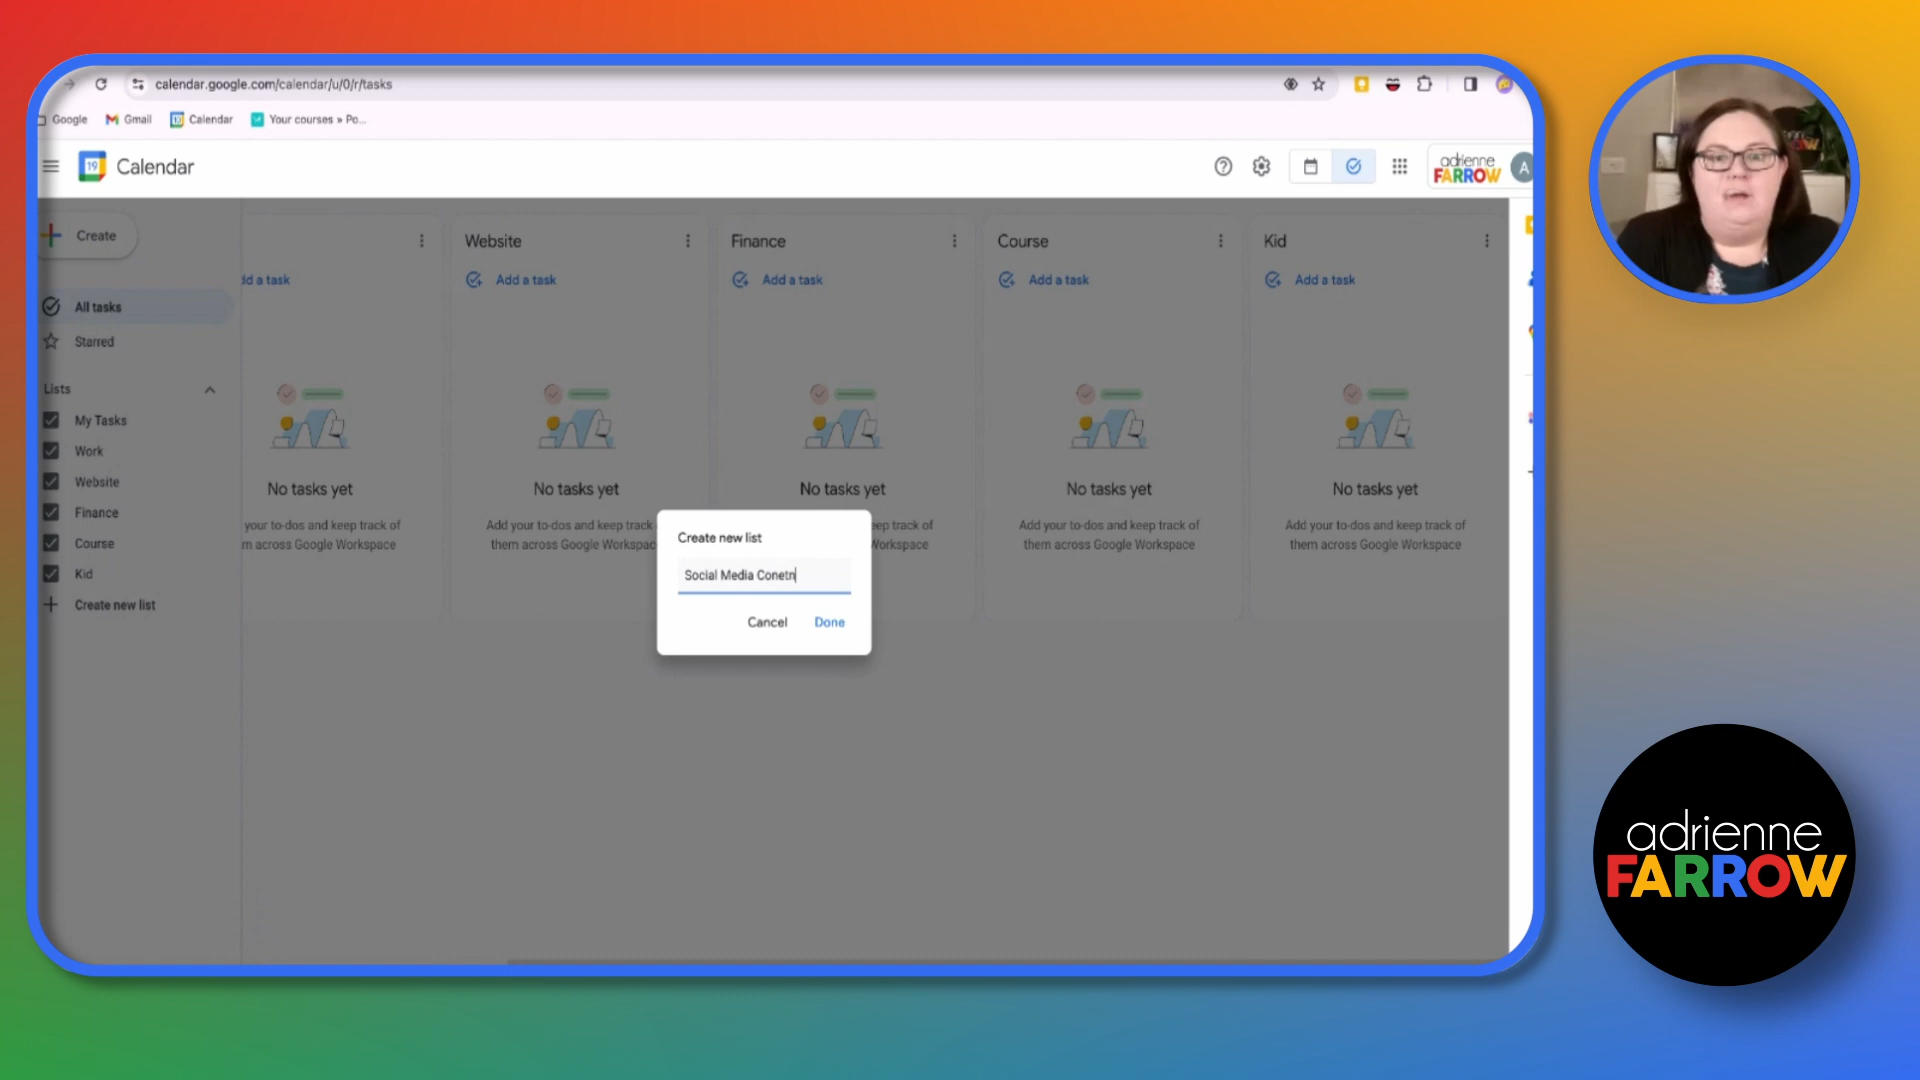 calendar.google.com/calendar/u/0/r/tasks
Google Gmail Calendar Your courses » Po...
19 Calendar
adrienne
FARROW
A
Create
All tasks
Starred
Lists
My Tasks
Work
Website
Finance
Course
Kid
Create new list
Website Finance Course Kid
dd a task Add a task Add a task Add a task Add a task
No tasks yet No tasks yet No tasks yet No tasks yet No tasks yet
your to-dos and keep track of Add your to-dos and keep track eep track of Add your to-dos and keep track of Add your to-dos and keep track of
m across Google Workspace them across Google Workspac Workspace them across Google Workspace them across Google Workspace
Create new list
Social Media Conetn
Cancel Done
adrienne
FARROW